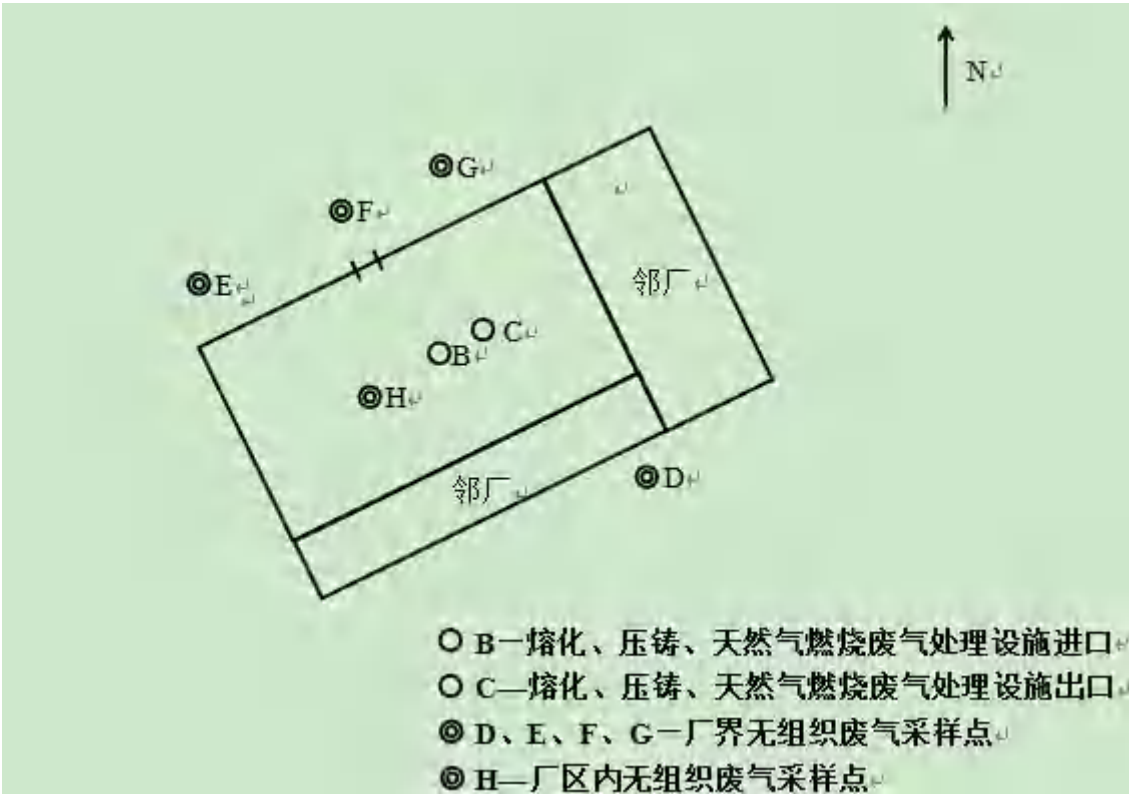 N
G
F
E
邻厂
C
B
H
D
邻厂
B—熔化、压铸、天然气燃烧废气处理设施进口
C—熔化、压铸、天然气燃烧废气处理设施出口
D、E、F、G—厂界无组织废气采样点
H—厂区内无组织废气采样点